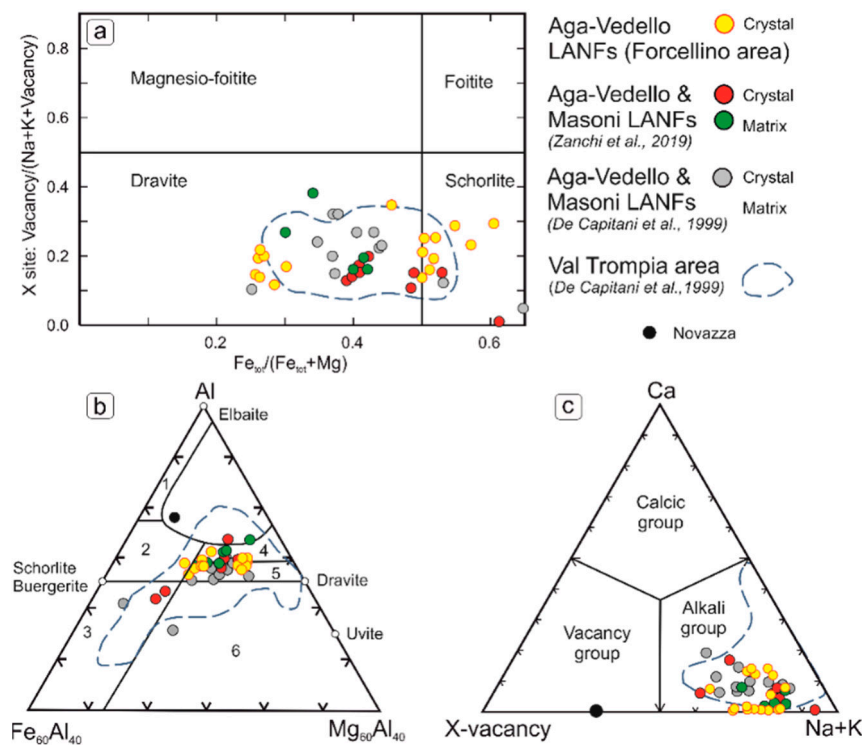 a
0.8
0.6
0.4
0.2
0.0
X site: Vacancy/(Na+K+Vacancy)
Magnesio-foitite
Foitite
Dravite
Schorlite
0.2
0.4
0.6
Fe_tot/(Fe_tot+Mg)
Aga-Vedello
LANFs (Forcellino area)
Crystal
Aga-Vedello &
Masoni LANFs
(Zanchi et al., 2019)
Crystal
Matrix
Aga-Vedello &
Masoni LANFs
(De Capitani et al., 1999)
Crystal
Matrix
Val Trompia area
(De Capitani et al.,1999)
Novazza
b
Al
Elbaite
1
2
4
5
Schorlite
Buergerite
Dravite
3
Uvite
6
Fe60Al40
Mg60Al40
c
Ca
Calcic
group
Vacancy
group
Alkali
group
X-vacancy
Na+K